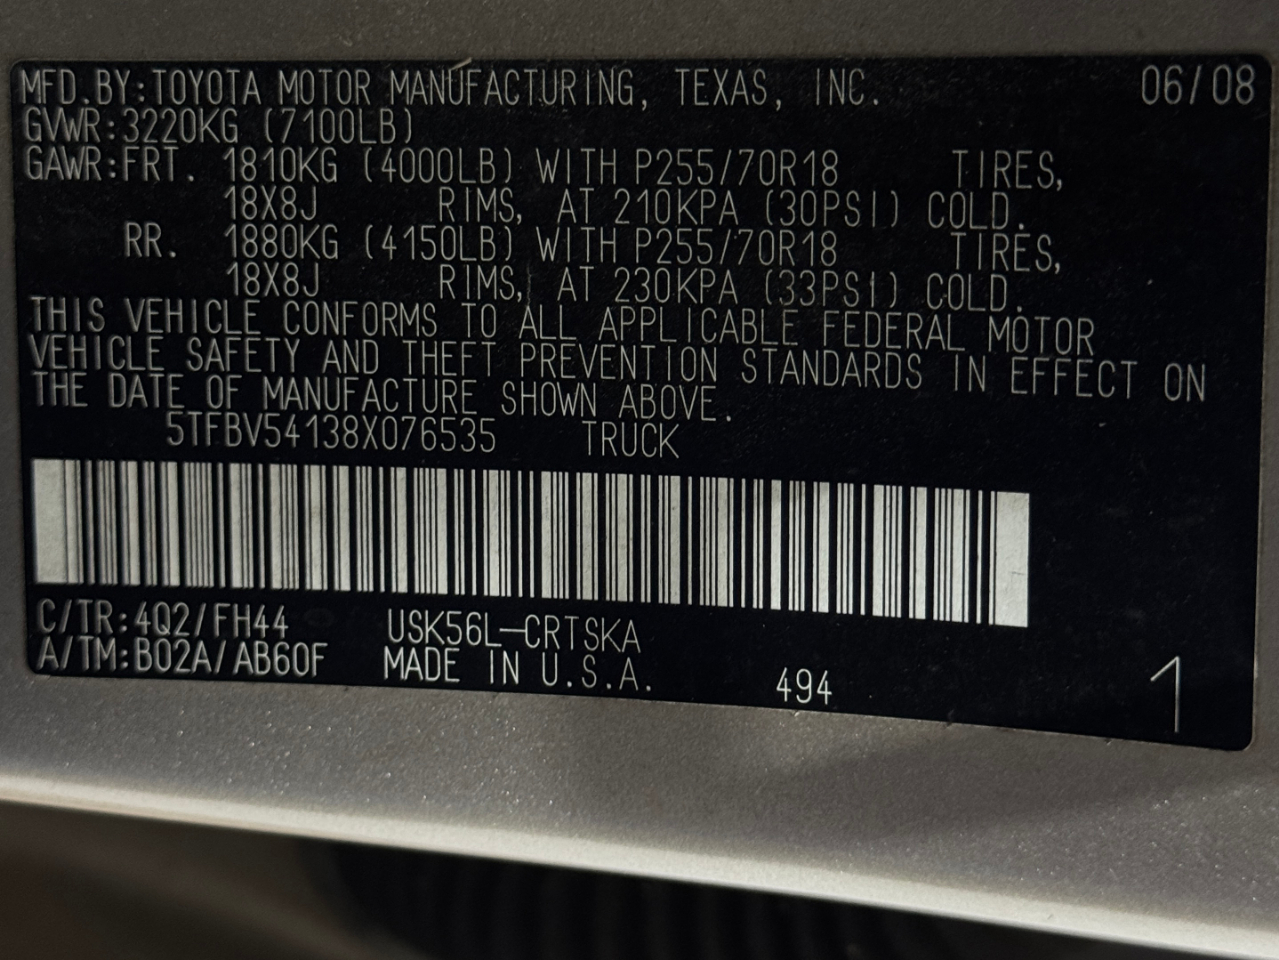 MFD.BY:TOYOTA MOTOR MANUFACTURING, TEXAS, INC. 06/08
GVWR:3220KG (7100LB)
GAWR:FRT. 1810KG (4000LB) WITH P255/70R18 TIRES,
18X8J RIMS, AT 210KPA (30PSI) COLD.
RR. 1880KG (4150LB) WITH P255/70R18 TIRES,
18X8J RIMS, AT 230KPA (33PSI) COLD.
THIS VEHICLE CONFORMS TO ALL APPLICABLE FEDERAL MOTOR
VEHICLE SAFETY AND THEFT PREVENTION STANDARDS IN EFFECT ON
THE DATE OF MANUFACTURE SHOWN ABOVE.
5TFBV54138X076535 TRUCK
C/TR:4Q2/FH44 USK56L-CRTSKA
A/TM:B02A/AB60F MADE IN U.S.A. 494 1